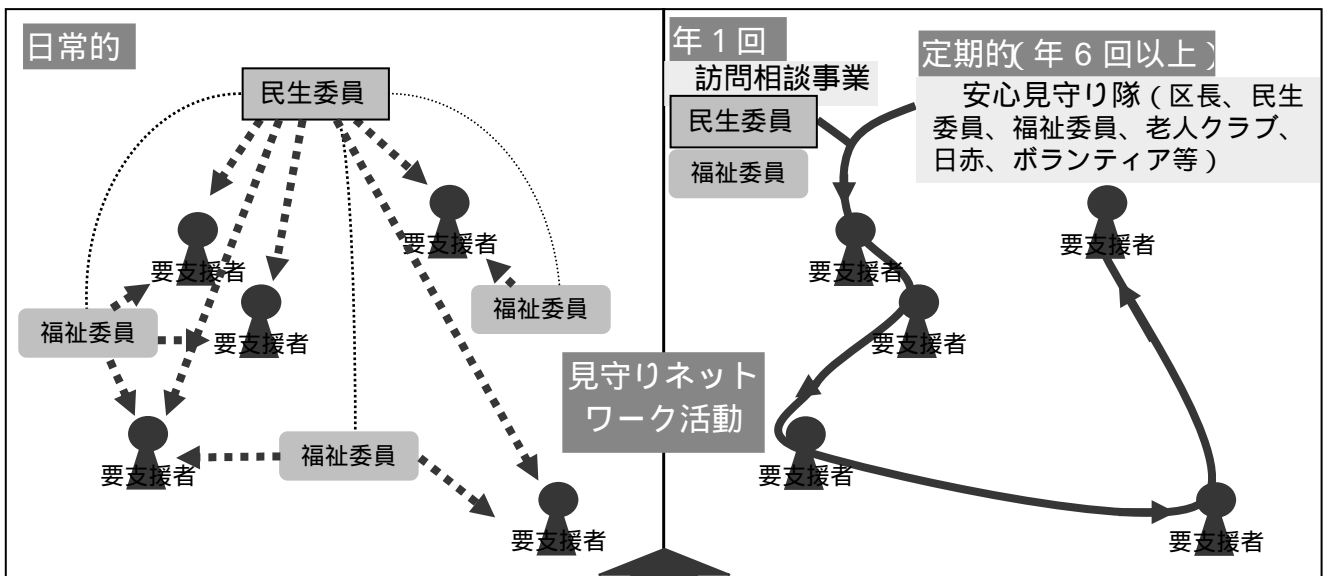 日常的
民生委員
要支援者
要支援者
要支援者
福祉委員
福祉委員
要支援者
福祉委員
要支援者
見守りネット
ワーク活動
年1回
訪問相談事業
民生委員
福祉委員
定期的(年6回以上)
安心見守り隊(区長、民生
委員、福祉委員、老人クラブ、
日赤、ボランティア等)
要支援者
要支援者
要支援者
要支援者
要支援者